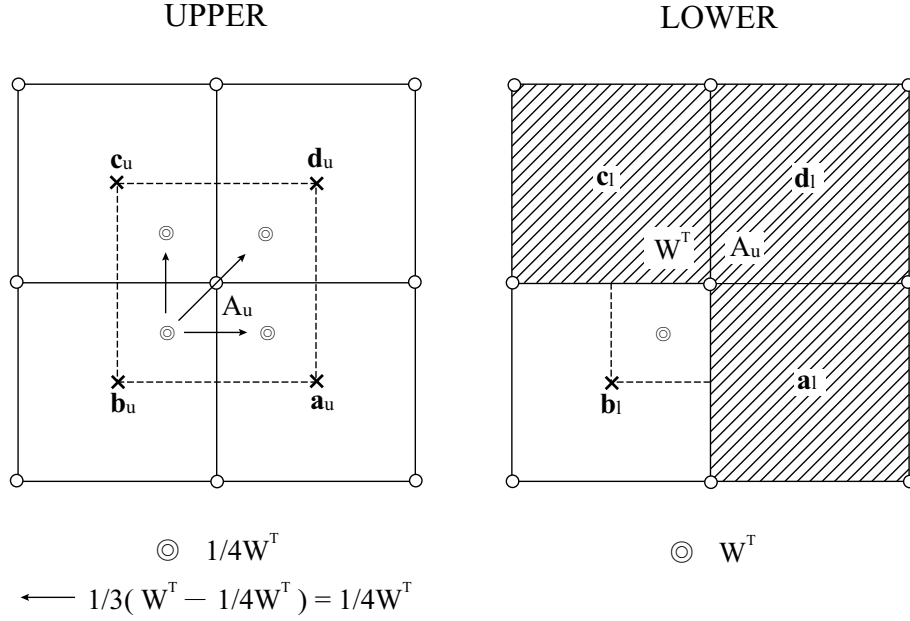 UPPER
LOWER
cu
du
Au
bu
au
cl
dl
W^T
Au
al
bl
◎ 1/4W^T
◎ W^T
1/3( W^T — 1/4W^T ) = 1/4W^T